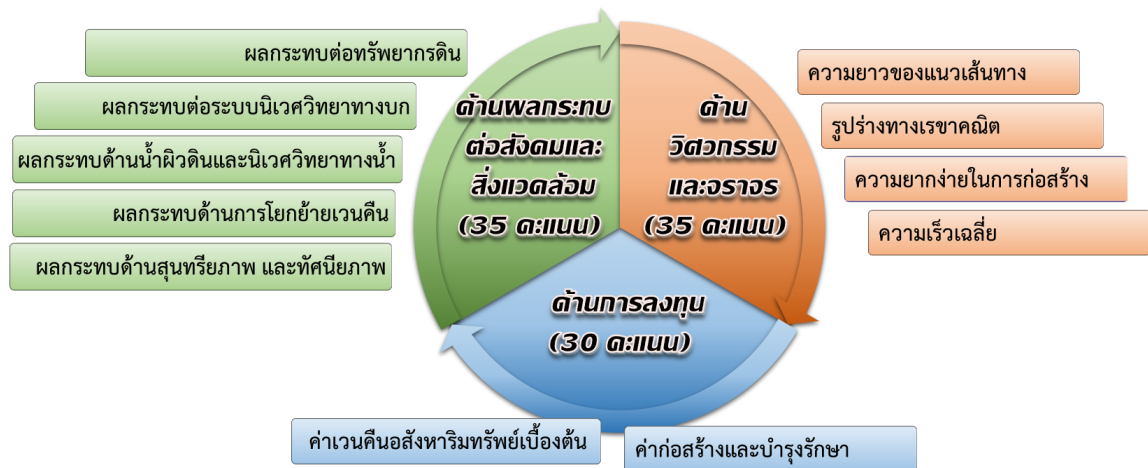 ผลกระทบต่อทรัพยากรดิน
ผลกระทบต่อระบบนิเวศวิทยาทางบก
ผลกระทบด้านน้ำผิวดินและนิเวศวิทยาทางน้ำ
ผลกระทบด้านการโยกย้ายเวนคืน
ผลกระทบด้านสุนทรียภาพ และทัศนียภาพ
ด้านผลกระทบ
ต่อสังคมและ
สิ่งแวดล้อม
(35 คะแนน)
ด้าน
วิศวกรรม
และจราจร
(35 คะแนน)
ความยาวของแนวเส้นทาง
รูปร่างทางเรขาคณิต
ความยากง่ายในการก่อสร้าง
ความเร็วเฉลี่ย
ด้านการลงทุน
(30 คะแนน)
ค่าเวนคืนอสังหาริมทรัพย์เบื้องต้น
ค่าก่อสร้างและบำรุงรักษา